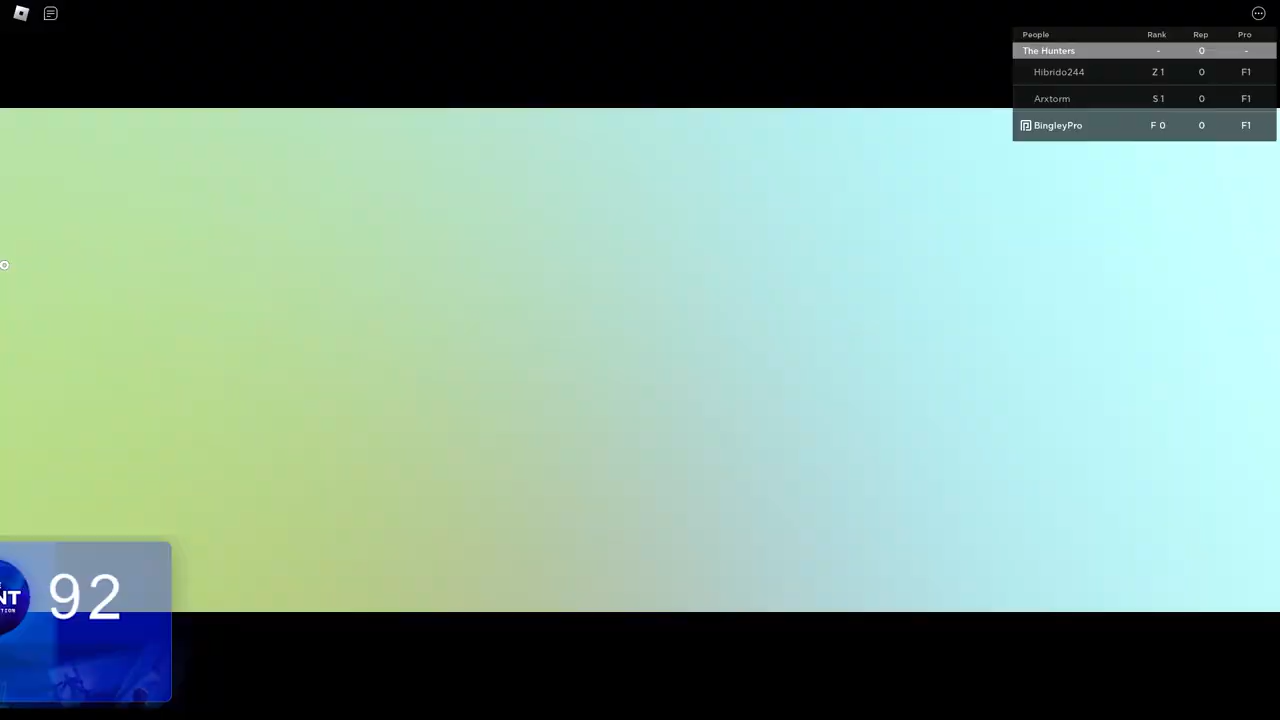 People Rank Rep Pro
The Hunters - 0 -
Hibrido244 Z 1 0 F1
Arxtorm S 1 0 F1
BingleyPro F 0 0 F1
92